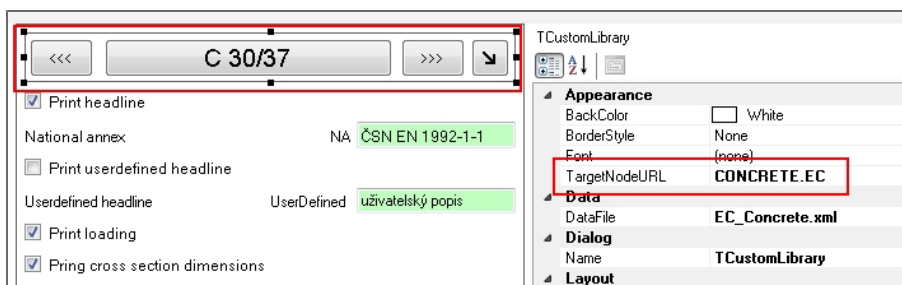 <<< C 30/37 >>>
Print headline
National annex NA ČSN EN 1992-1-1
Print userdefined headline
Userdefined headline UserDefined uživatelský popis
Print loading
Pring cross section dimensions
TCustomLibrary
Appearance
BackColor White
BorderStyle None
Font (none)
TargetNodeURL CONCRETE.EC
Data
DataFile EC_Concrete.xml
Dialog
Name TCustomLibrary
Layout